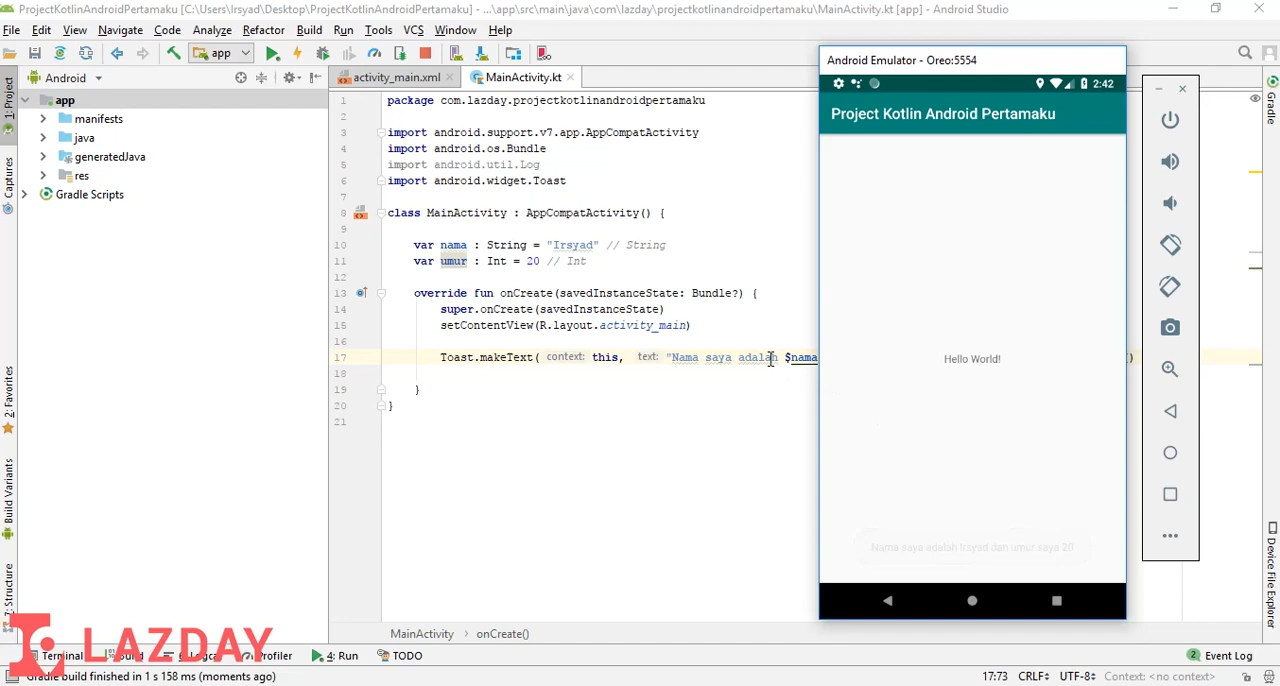 ProjectKotlinAndroidPertamaku [C:\Users\Irsyad\Desktop\ProjectKotlinAndroidPertamaku] - ...\app\src\main\java\com\lazday\projectkotlinandroidpertamaku\MainActivity.kt [app] - Android Studio
File Edit View Navigate Code Analyze Refactor Build Run Tools VCS Window Help
app
Android
activity_main.xml
MainActivity.kt
1: Project
Captures
2: Favorites
Build Variants
Z: Structure
app
manifests
java
generatedJava
res
Gradle Scripts
1 package com.lazday.projectkotlinandroidpertamaku
2
3 import android.support.v7.app.AppCompatActivity
4 import android.os.Bundle
5 import android.util.Log
6 import android.widget.Toast
7
8 class MainActivity : AppCompatActivity() {
9
10 var nama : String = "Irsyad" // String
11 var umur : Int = 20 // Int
12
13 override fun onCreate(savedInstanceState: Bundle?) {
14 super.onCreate(savedInstanceState)
15 setContentView(R.layout.activity_main)
16
17 Toast.makeText( context: this, text: "Nama saya adalah $nama
)
18
19 }
20 }
21
MainActivity onCreate()
Android Emulator - Oreo:5554
2:42
Project Kotlin Android Pertamaku
Hello World!
Nama saya adalah Irsyad dan umur saya 20
Gradle
Device File Explorer
LAZDAY
Terminal Build Profiler 4: Run TODO
2 Event Log
Gradle build finished in 1 s 158 ms (moments ago)
17:73 CRLF UTF-8 Context: <no context>